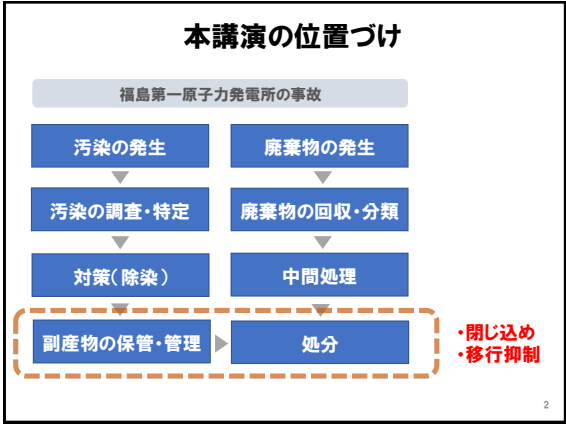 本講演の位置づけ
福島第一原子力発電所の事故
汚染の発生
廃棄物の発生
汚染の調査・特定
廃棄物の回収・分類
対策(除染)
中間処理
副産物の保管・管理
処分
・閉じ込め
・移行抑制
2